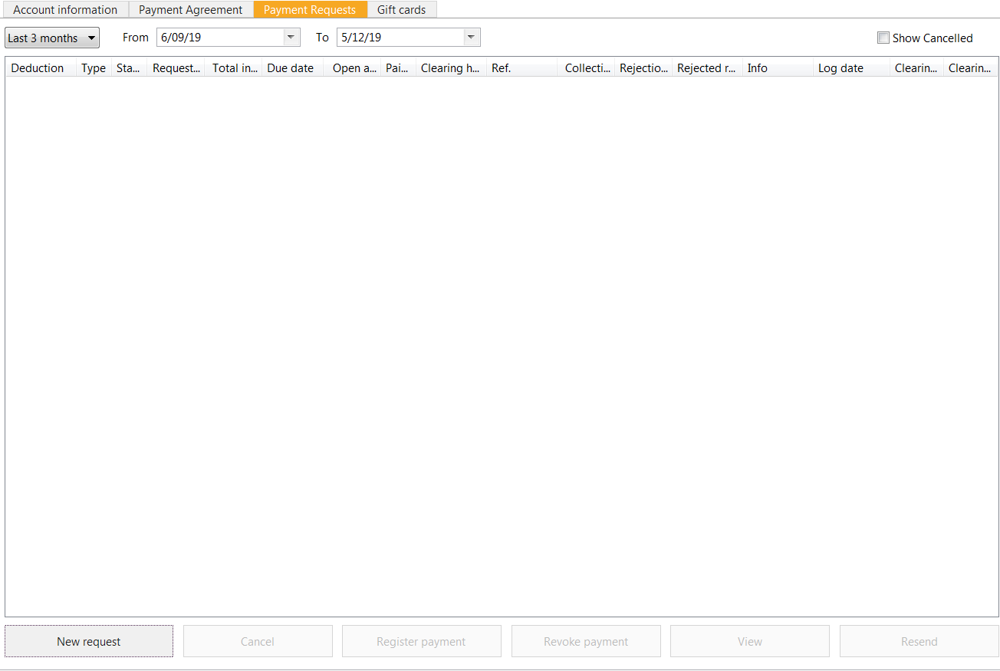 Account information Payment Agreement Payment Requests Gift cards
Last 3 months From 6/09/19 To 5/12/19 Show Cancelled
Deduction Type Sta... Request... Total in... Due date Open a... Pai... Clearing h... Ref. Collecti... Rejectio... Rejected r... Info Log date Clearin... Clearin...
New request Cancel Register payment Revoke payment View Resend